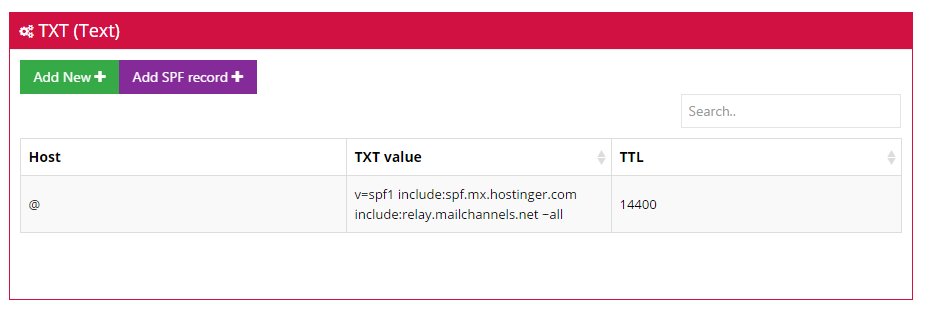 TXT (Text)
Add New
Add SPF record
Search..
Host
TXT value
TTL
@
v=spf1 include:spf.mx.hostinger.com
include:relay.mailchannels.net ~all
14400